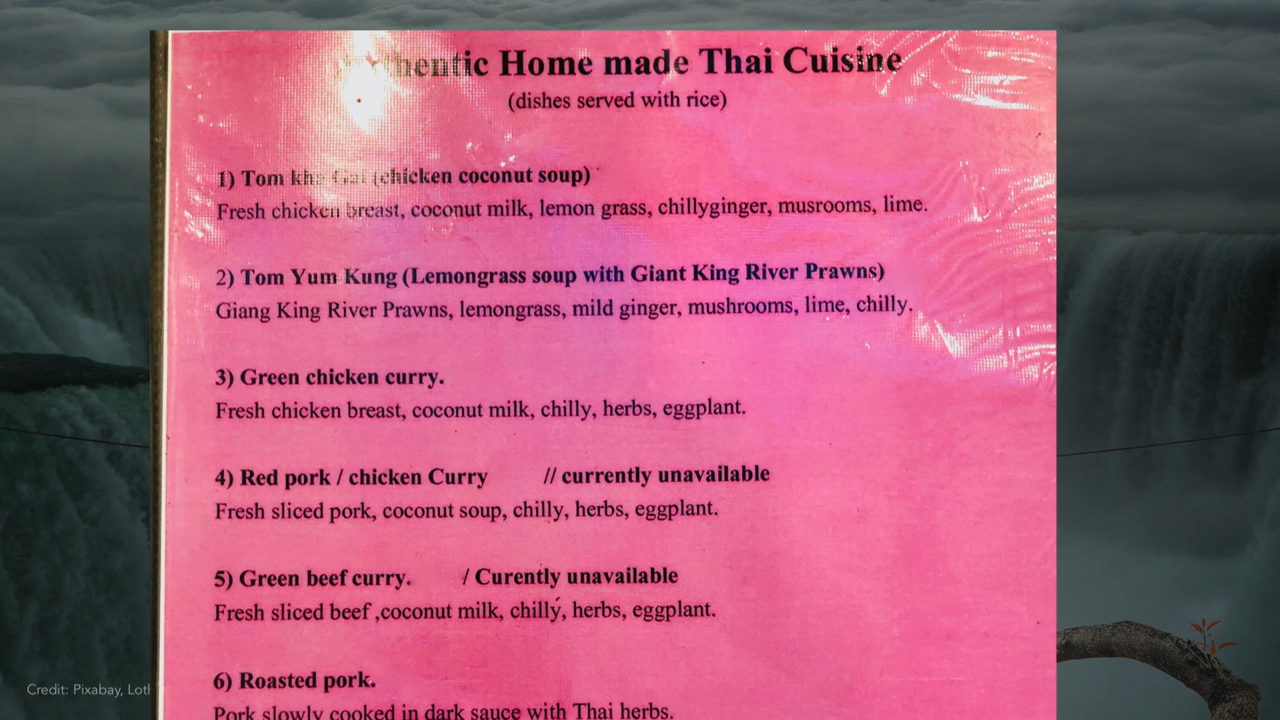 Home made Thai Cuisine
(dishes served with rice)
1) Tom kha Gai (chicken coconut soup)
Fresh chicken breast, coconut milk, lemon grass, chillyginger, musrooms, lime.
2) Tom Yum Kung (Lemongrass soup with Giant King River Prawns)
Giang King River Prawns, lemongrass, mild ginger, mushrooms, lime, chilly.
3) Green chicken curry.
Fresh chicken breast, coconut milk, chilly, herbs, eggplant.
4) Red pork / chicken Curry // currently unavailable
Fresh sliced pork, coconut soup, chilly, herbs, eggplant.
5) Green beef curry. / Curently unavailable
Fresh sliced beef ,coconut milk, chillý, herbs, eggplant.
6) Roasted pork.
Pork slowly cooked in dark sauce with Thai herbs.
Credit: Pixabay,